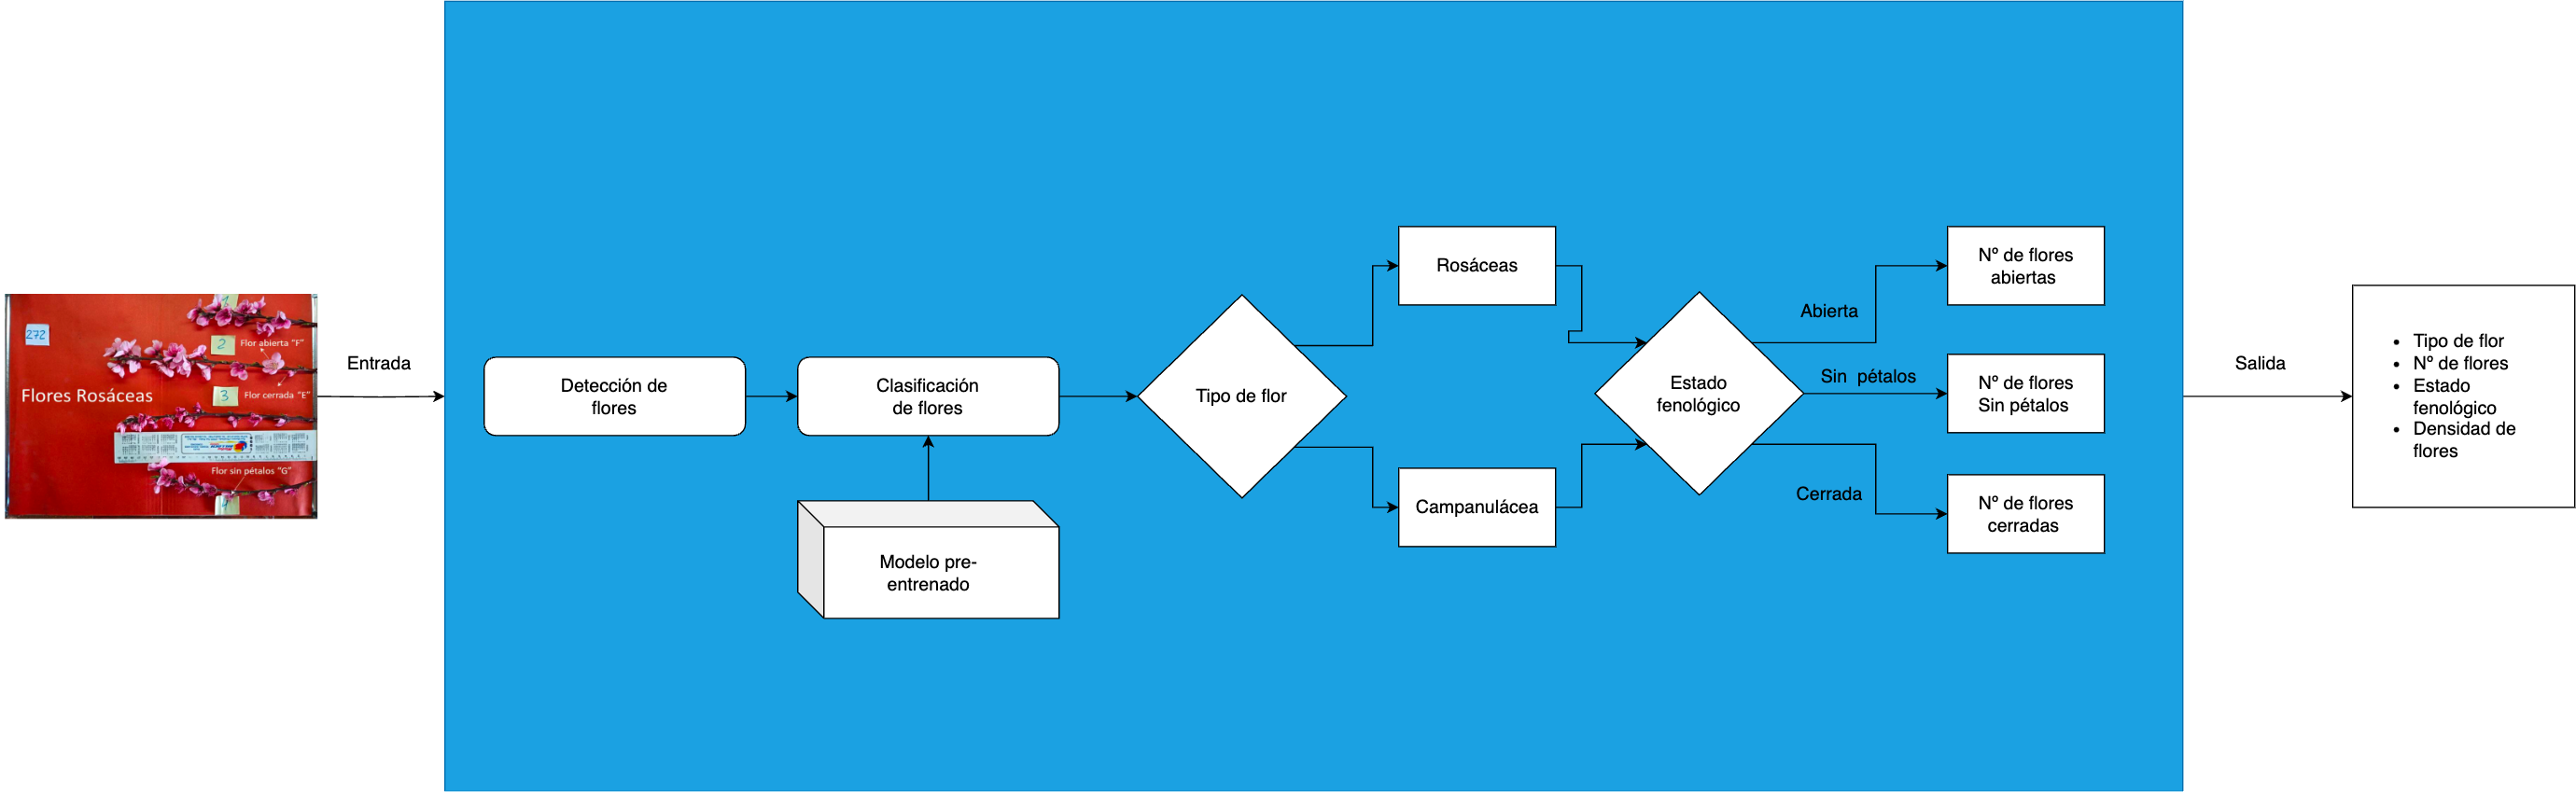 272
2
Flor abierta "F"
3
Flor cerrada "E"
Flores Rosáceas
Flor sin pétalos "G"
Entrada
Detección de
flores
Clasificación
de flores
Modelo pre-
entrenado
Tipo de flor
Rosáceas
Campanulácea
Estado
fenológico
Abierta
Sin pétalos
Cerrada
Nº de flores
abiertas
Nº de flores
Sin pétalos
Nº de flores
cerradas
Salida
• Tipo de flor
• Nº de flores
• Estado
fenológico
• Densidad de
flores